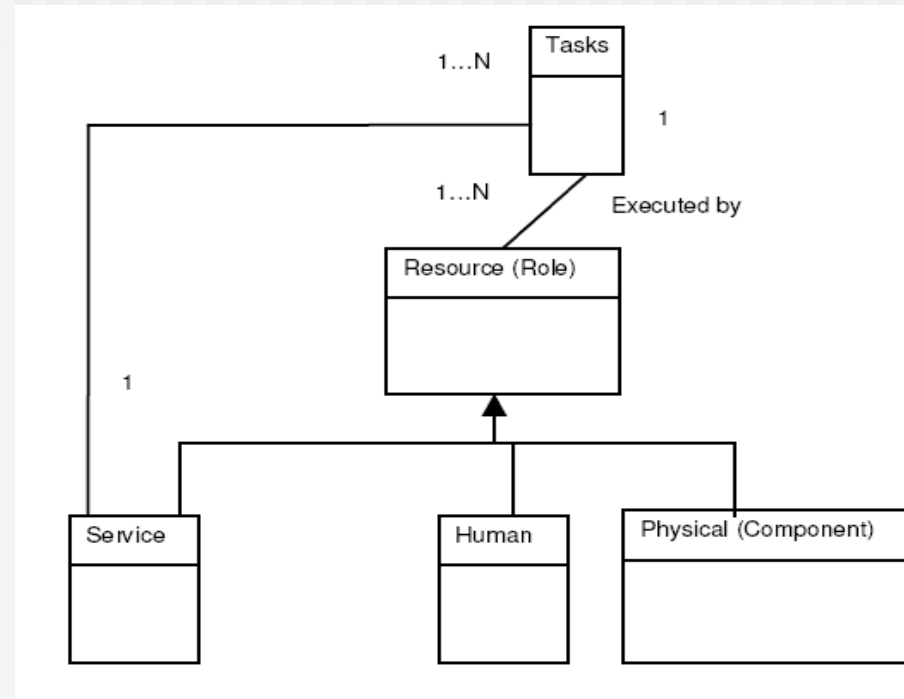 Tasks
1...N
1
1...N
Executed by
Resource (Role)
1
Service
Human
Physical (Component)